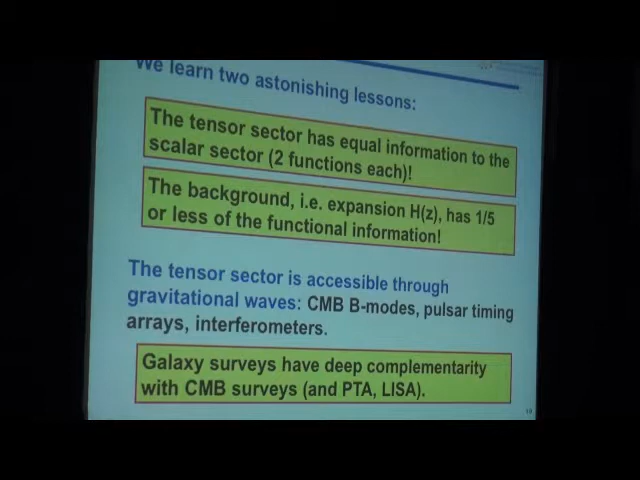 We learn two astonishing lessons:
The tensor sector has equal information to the
scalar sector (2 functions each)!
The background, i.e. expansion H(z), has 1/5
or less of the functional information!
The tensor sector is accessible through
gravitational waves: CMB B-modes, pulsar timing
arrays, interferometers.
Galaxy surveys have deep complementarity
with CMB surveys (and PTA, LISA).